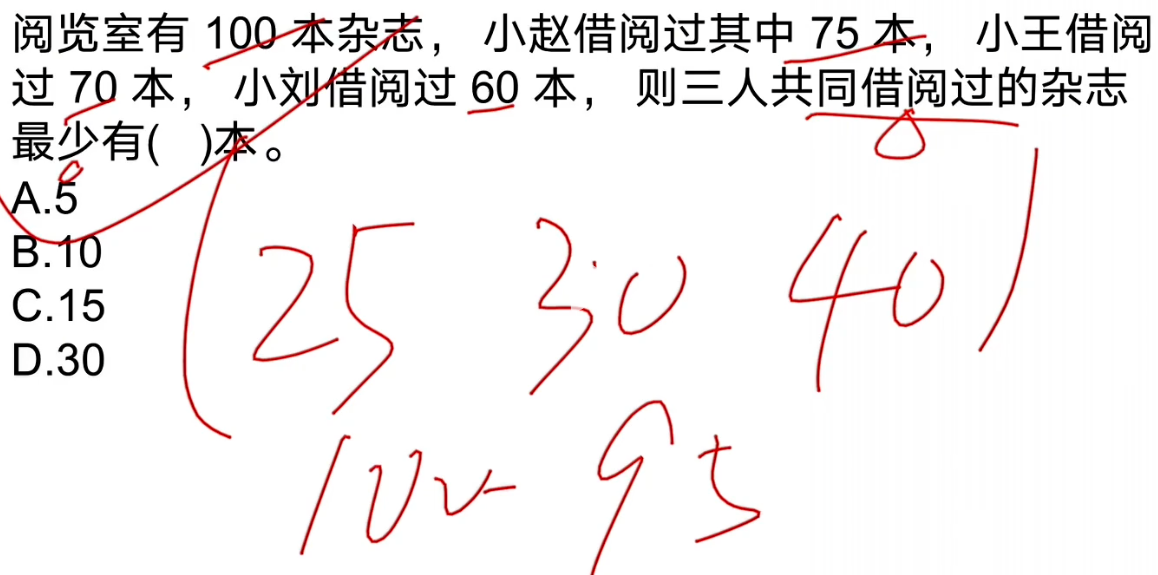 阅览室有 100 本杂志， 小赵借阅过其中 75 本， 小王借阅
过 70 本， 小刘借阅过 60 本， 则三人共同借阅过的杂志
最少有( )本。
A.5
B.10
C.15
D.30
25 30 40
100-95